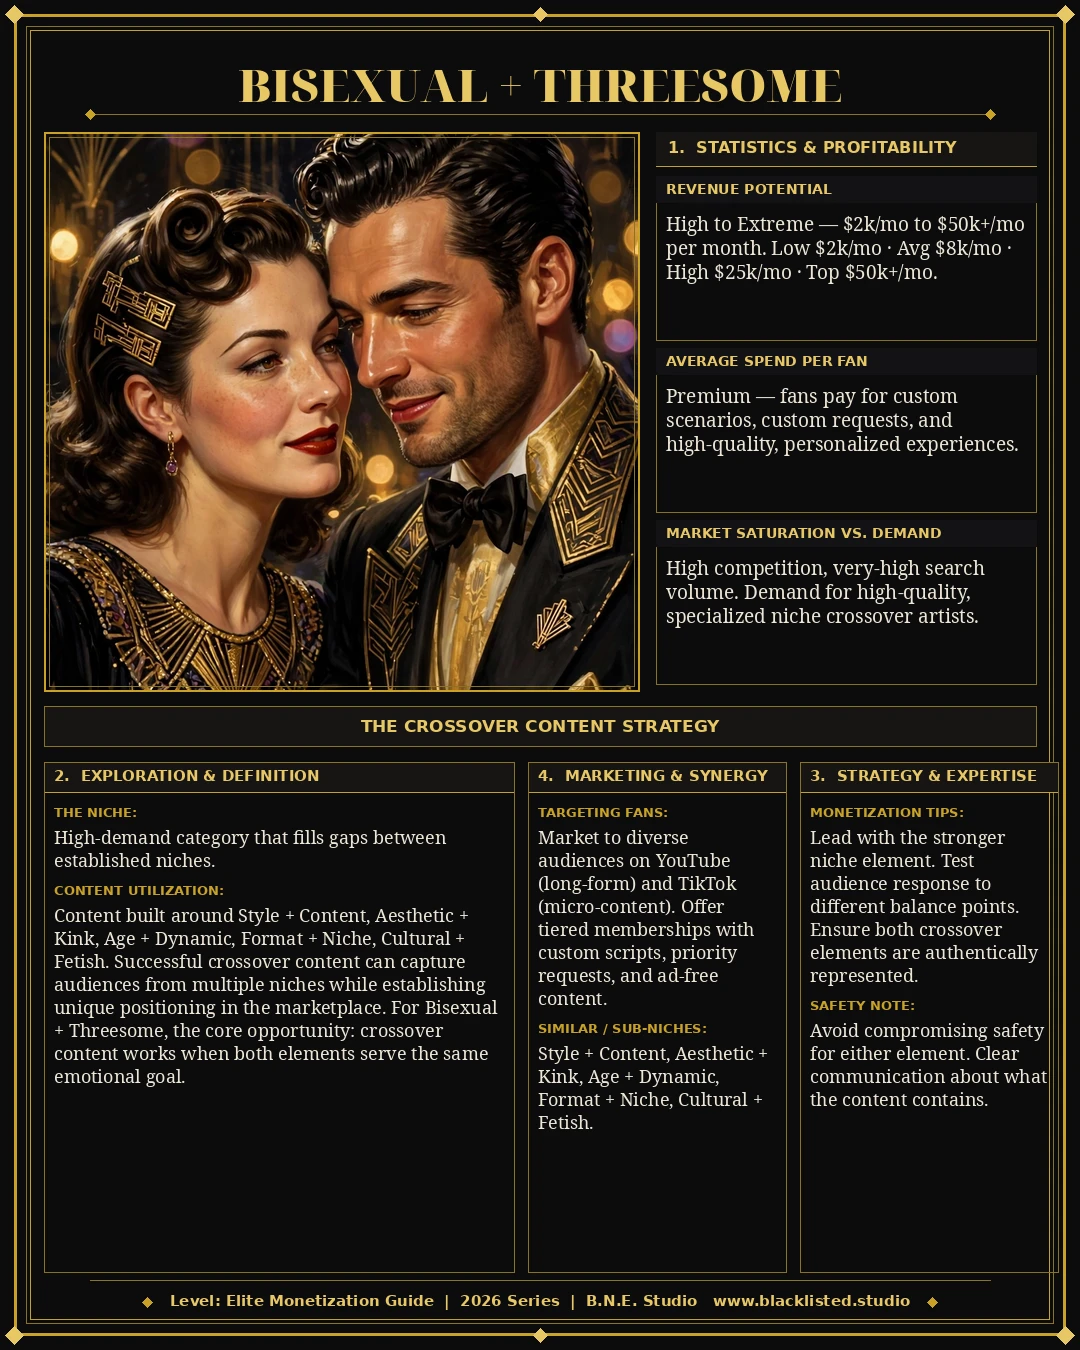 BISEXUAL + THREESOME
1. STATISTICS & PROFITABILITY
REVENUE POTENTIAL
High to Extreme — $2k/mo to $50k+/mo
per month. Low $2k/mo · Avg $8k/mo ·
High $25k/mo · Top $50k+/mo.
AVERAGE SPEND PER FAN
Premium — fans pay for custom
scenarios, custom requests, and
high-quality, personalized experiences.
MARKET SATURATION VS. DEMAND
High competition, very-high search
volume. Demand for high-quality,
specialized niche crossover artists.
THE CROSSOVER CONTENT STRATEGY
2. EXPLORATION & DEFINITION
THE NICHE:
High-demand category that fills gaps between
established niches.
CONTENT UTILIZATION:
Content built around Style + Content, Aesthetic +
Kink, Age + Dynamic, Format + Niche, Cultural +
Fetish. Successful crossover content can capture
audiences from multiple niches while establishing
unique positioning in the marketplace. For Bisexual
+ Threesome, the core opportunity: crossover
content works when both elements serve the same
emotional goal.
4. MARKETING & SYNERGY
TARGETING FANS:
Market to diverse
audiences on YouTube
(long-form) and TikTok
(micro-content). Offer
tiered memberships with
custom scripts, priority
requests, and ad-free
content.
SIMILAR / SUB-NICHES:
Style + Content, Aesthetic +
Kink, Age + Dynamic,
Format + Niche, Cultural +
Fetish.
3. STRATEGY & EXPERTISE
MONETIZATION TIPS:
Lead with the stronger
niche element. Test
audience response to
different balance points.
Ensure both crossover
elements are authentically
represented.
SAFETY NOTE:
Avoid compromising safety
for either element. Clear
communication about what
the content contains.
Level: Elite Monetization Guide | 2026 Series | B.N.E. Studio www.blacklisted.studio